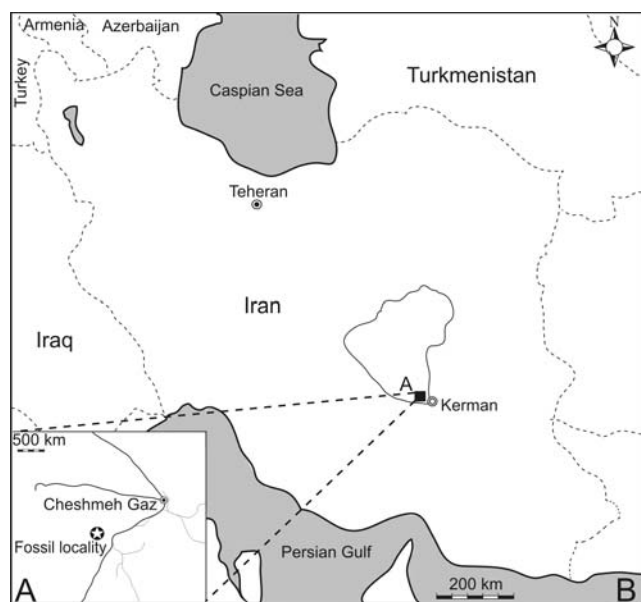 Armenia
Azerbaijan
N
Turkey
Caspian Sea
Turkmenistan
Teheran
Iran
Iraq
A
Kerman
500 km
Cheshmeh Gaz
Fossil locality
Persian Gulf
A
200 km
B